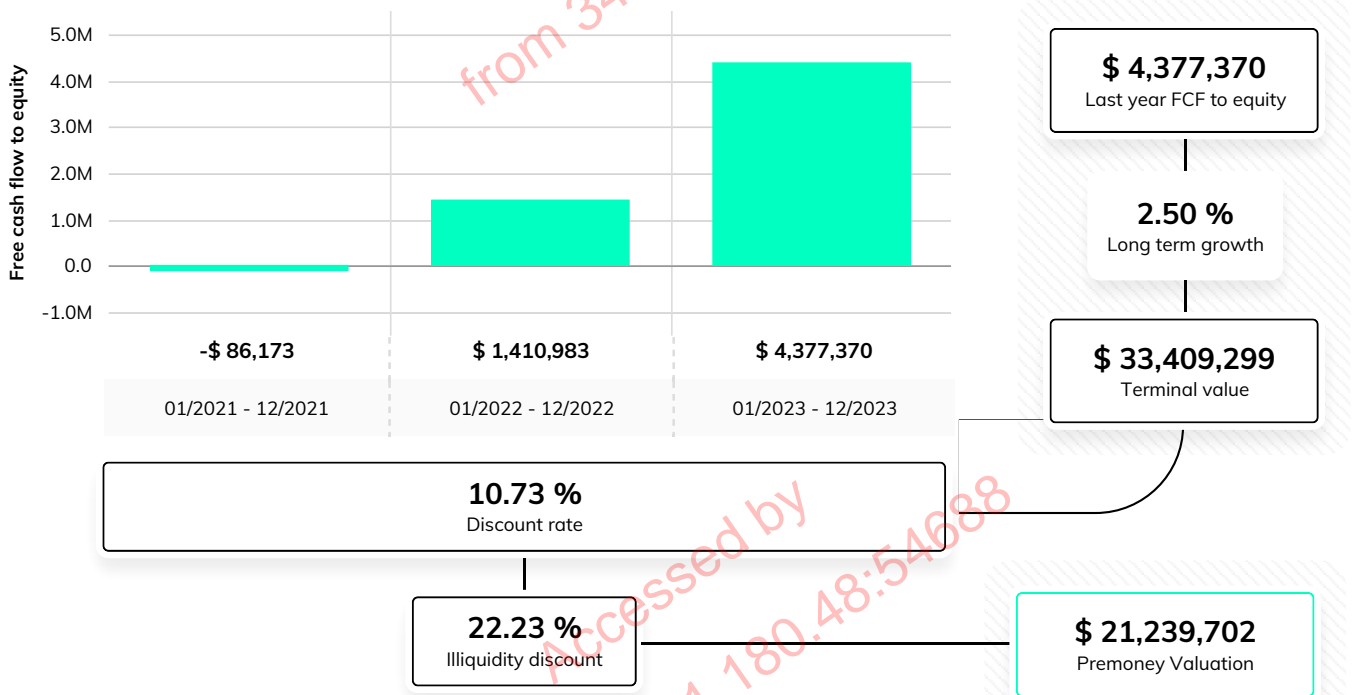 from 34
5.0M
4.0M
3.0M
2.0M
1.0M
0.0
-1.0M
Free cash flow to equity
-$ 86,173
$ 1,410,983
$ 4,377,370
01/2021 - 12/2021
01/2022 - 12/2022
01/2023 - 12/2023
$ 4,377,370
Last year FCF to equity
2.50 %
Long term growth
$ 33,409,299
Terminal value
10.73 %
Discount rate
22.23 %
Illiquidity discount
$ 21,239,702
Premoney Valuation
Accessed by
180.48:54688